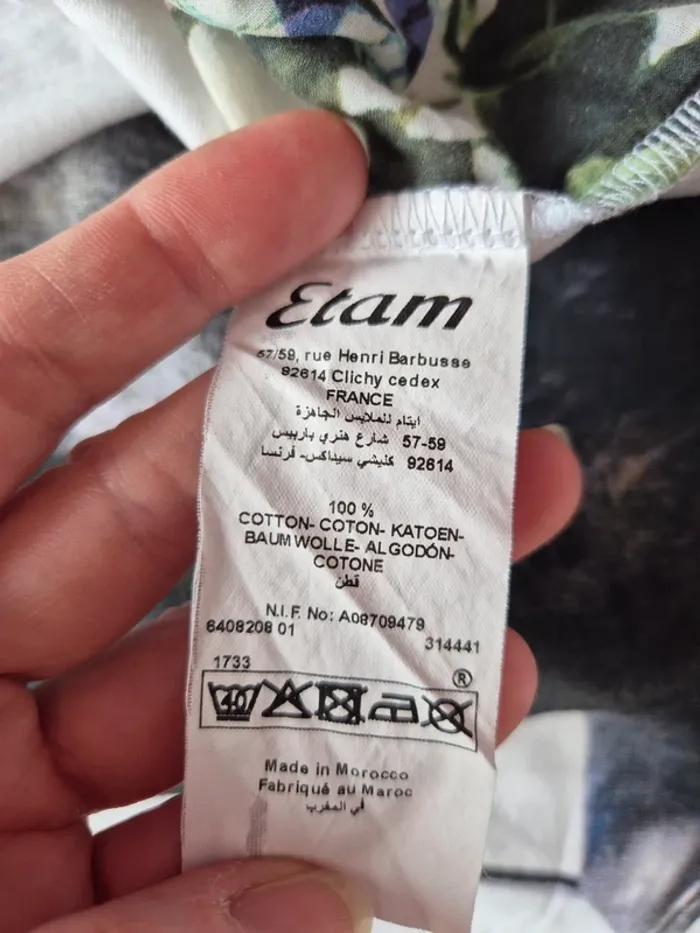 Etam
57/59, rue Henri Barbusse
92614 Clichy cedex
FRANCE
ايتام للملابس الجاهزة
57-59 شارع هنري باربيس
92614 كليشي سيداكس- فرنسا
100 %
COTTON- COTON- KATOEN-
BAUMWOLLE- ALGODÓN-
COTONE
قطن
N.I.F. No: A08709479
6408208 01
314441
1733
®
40
Made in Morocco
Fabriqué au Maroc
في المغرب